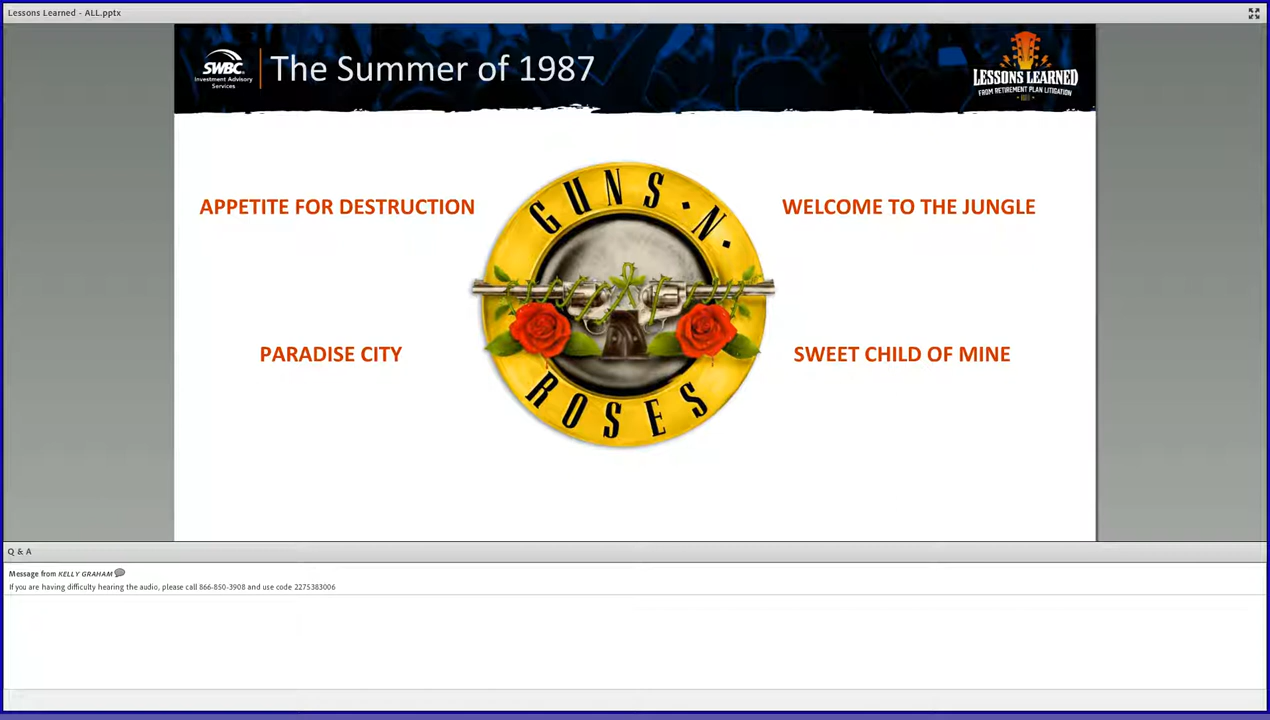 Lessons Learned - ALL.pptx
SWBC
Investment Advisory
Services
The Summer of 1987
LESSONS LEARNED
FROM RETIREMENT PLAN LITIGATION
APPETITE FOR DESTRUCTION
GUNS N
ROSES
WELCOME TO THE JUNGLE
PARADISE CITY
SWEET CHILD OF MINE
Q & A
Message from KELLY GRAHAM
If you are having difficulty hearing the audio, please call 866-850-3908 and use code 2275383006